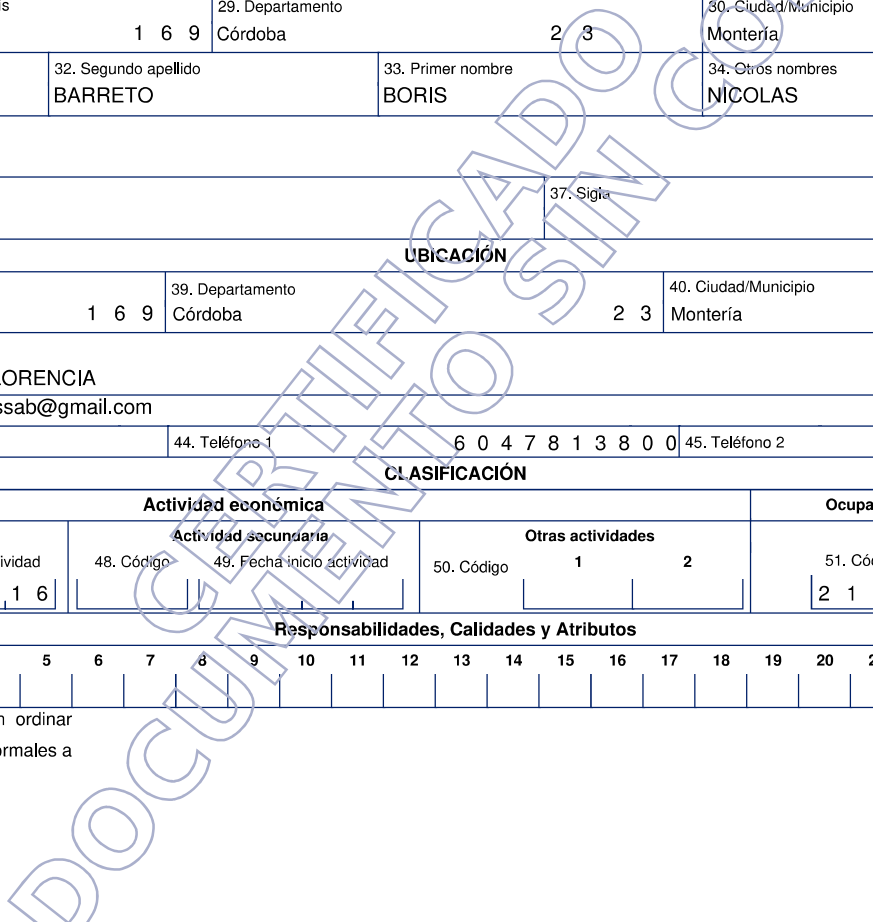 29. Departamento 30. Ciudad/Municipio
1 6 9 Córdoba 2 3 Montería
32. Segundo apellido 33. Primer nombre 34. Otros nombres
BARRETO BORIS NICOLAS
37. Sigla
UBICACIÓN
39. Departamento 40. Ciudad/Municipio
1 6 9 Córdoba 2 3 Montería
LORENCIA
ssab@gmail.com
44. Teléfono 1 6 0 4 7 8 1 3 8 0 0 45. Teléfono 2
CLASIFICACIÓN
Actividad económica Ocupa
Actividad secundaria Otras actividades
ividad 48. Código 49. Fecha inicio actividad 50. Código 1 2 51. Có
1 6 2 1
Responsabilidades, Calidades y Atributos
5 6 7 8 9 10 11 12 13 14 15 16 17 18 19 20 2
ordinar
ormales a
CERTIFICADO
DOCUMENTO SIN CO